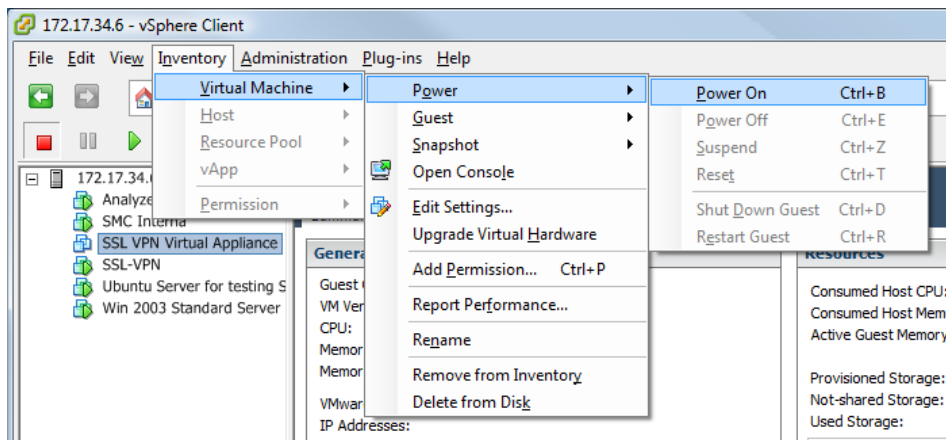 172.17.34.6 - vSphere Client
File Edit View Inventory Administration Plug-ins Help
Virtual Machine
Host
Resource Pool
vApp
Permission
Power
Guest
Snapshot
Open Console
Edit Settings...
Upgrade Virtual Hardware
Add Permission... Ctrl+P
Report Performance...
Rename
Remove from Inventory
Delete from Disk
Power On Ctrl+B
Power Off Ctrl+E
Suspend Ctrl+Z
Reset Ctrl+T
Shut Down Guest Ctrl+D
Restart Guest Ctrl+R
172.17.34.
Analyze
SMC Interna
SSL VPN Virtual Appliance
SSL-VPN
Ubuntu Server for testing S
Win 2003 Standard Server
Genera
Guest
VM Ver
CPU:
Memor
Memor
VMwar
IP Addresses:
Resources
Consumed Host CPU:
Consumed Host Mem
Active Guest Memory
Provisioned Storage:
Not-shared Storage:
Used Storage: